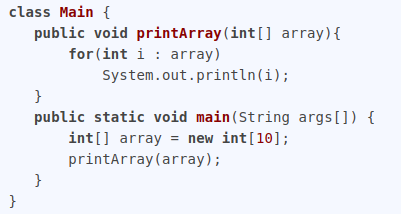 class Main {
   public void printArray(int[] array){
       for(int i : array)
           System.out.println(i);
   }
   public static void main(String args[]) {
       int[] array = new int[10];
       printArray(array);
   }
}